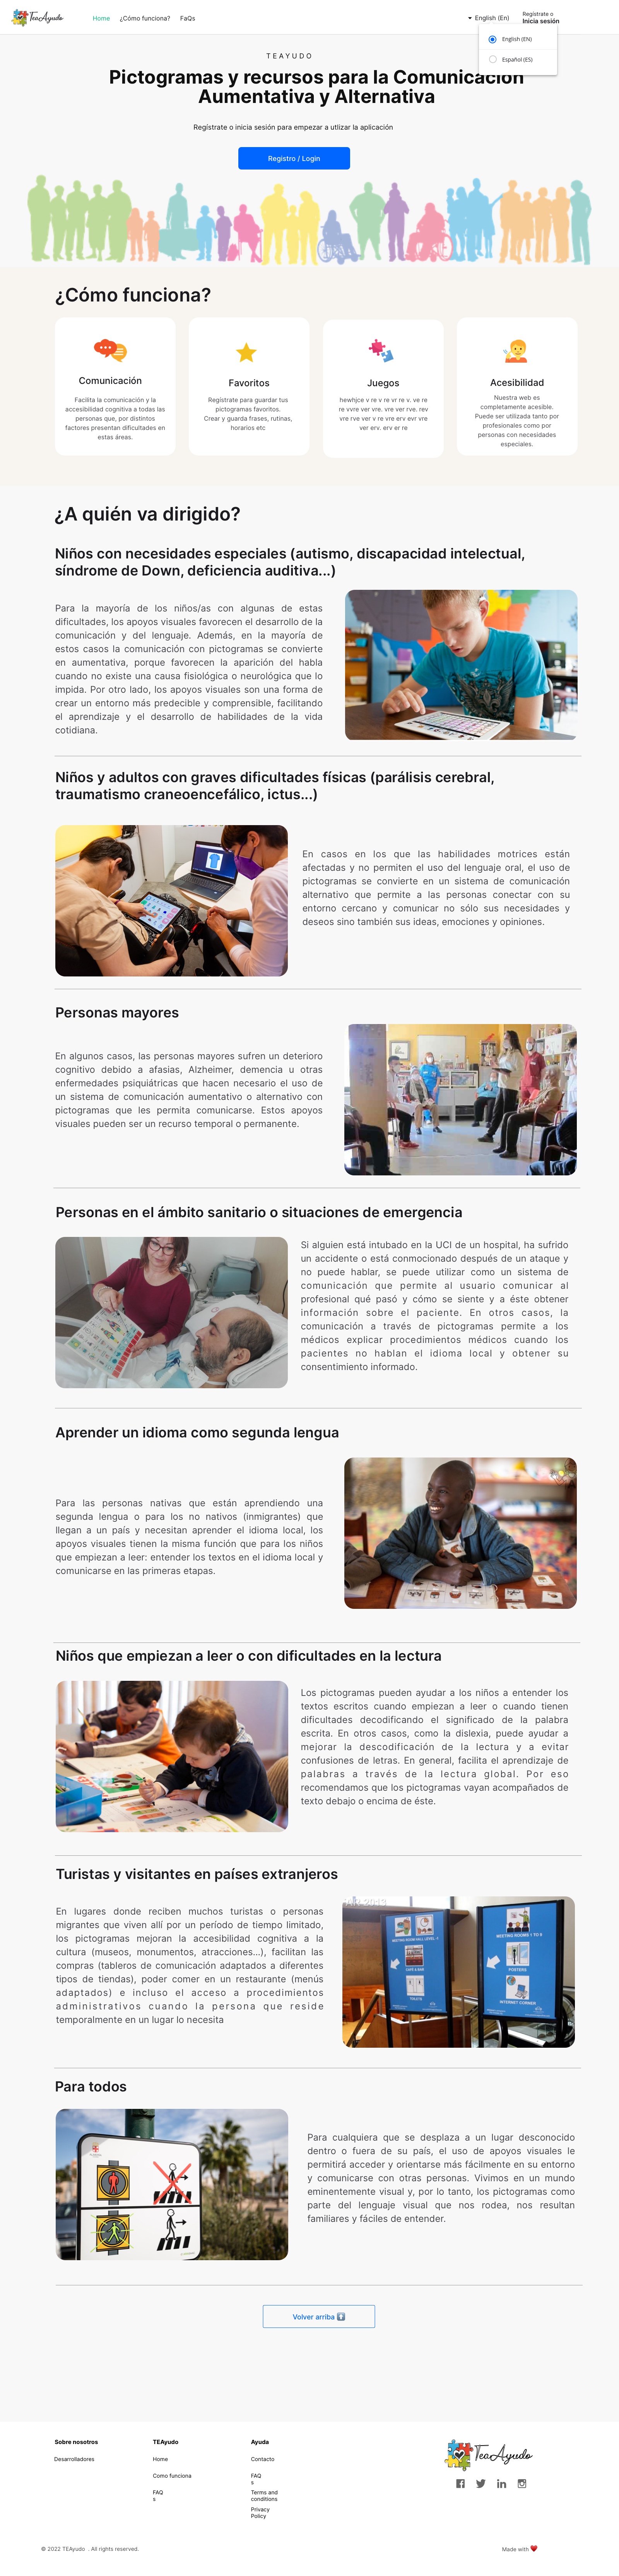 TeaAyudo
Home ¿Cómo funciona? FaQs
English (En)
Regístrate o
Inicia sesión
English (EN)
Español (ES)
TEAYUDO
Pictogramas y recursos para la Comunicación
Aumentativa y Alternativa
Regístrate o inicia sesión para empezar a utlizar la aplicación
Registro / Login
¿Cómo funciona?
Comunicación
Facilita la comunicación y la
accesibilidad cognitiva a todas las
personas que, por distintos
factores presentan dificultades en
estas áreas.
Favoritos
Regístrate para guardar tus
pictogramas favoritos.
Crear y guarda frases, rutinas,
horarios etc
Juegos
hewhjce v re v re vr re v. ve re
re vvre ver vre. vre ver rve. rev
vre rve ver v re vre erv evr vre
ver erv. erv er re
Acesibilidad
Nuestra web es
completamente acesible.
Puede ser utilizada tanto por
profesionales como por
personas con necesidades
especiales.
¿A quién va dirigido?
Niños con necesidades especiales (autismo, discapacidad intelectual,
síndrome de Down, deficiencia auditiva...)
Para la mayoría de los niños/as con algunas de estas
dificultades, los apoyos visuales favorecen el desarrollo de la
comunicación y del lenguaje. Además, en la mayoría de
estos casos la comunicación con pictogramas se convierte
en aumentativa, porque favorecen la aparición del habla
cuando no existe una causa fisiológica o neurológica que lo
impida. Por otro lado, los apoyos visuales son una forma de
crear un entorno más predecible y comprensible, facilitando
el aprendizaje y el desarrollo de habilidades de la vida
cotidiana.
Niños y adultos con graves dificultades físicas (parálisis cerebral,
traumatismo craneoencefálico, ictus...)
En casos en los que las habilidades motrices están
afectadas y no permiten el uso del lenguaje oral, el uso de
pictogramas se convierte en un sistema de comunicación
alternativo que permite a las personas conectar con su
entorno cercano y comunicar no sólo sus necesidades y
deseos sino también sus ideas, emociones y opiniones.
Personas mayores
En algunos casos, las personas mayores sufren un deterioro
cognitivo debido a afasias, Alzheimer, demencia u otras
enfermedades psiquiátricas que hacen necesario el uso de
un sistema de comunicación aumentativo o alternativo con
pictogramas que les permita comunicarse. Estos apoyos
visuales pueden ser un recurso temporal o permanente.
Personas en el ámbito sanitario o situaciones de emergencia
Si alguien está intubado en la UCI de un hospital, ha sufrido
un accidente o está conmocionado después de un ataque y
no puede hablar, se puede utilizar como un sistema de
comunicación que permite al usuario comunicar al
profesional qué pasó y cómo se siente y a éste obtener
información sobre el paciente. En otros casos, la
comunicación a través de pictogramas permite a los
médicos explicar procedimientos médicos cuando los
pacientes no hablan el idioma local y obtener su
consentimiento informado.
Aprender un idioma como segunda lengua
Para las personas nativas que están aprendiendo una
segunda lengua o para los no nativos (inmigrantes) que
llegan a un país y necesitan aprender el idioma local, los
apoyos visuales tienen la misma función que para los niños
que empiezan a leer: entender los textos en el idioma local y
comunicarse en las primeras etapas.
Niños que empiezan a leer o con dificultades en la lectura
Los pictogramas pueden ayudar a los niños a entender los
textos escritos cuando empiezan a leer o cuando tienen
dificultades decodificando el significado de la palabra
escrita. En otros casos, como la dislexia, puede ayudar a
mejorar la descodificación de la lectura y a evitar
confusiones de letras. En general, facilita el aprendizaje de
palabras a través de la lectura global. Por eso
recomendamos que los pictogramas vayan acompañados de
texto debajo o encima de éste.
Turistas y visitantes en países extranjeros
En lugares donde reciben muchos turistas o personas
migrantes que viven allí por un período de tiempo limitado,
los pictogramas mejoran la accesibilidad cognitiva a la
cultura (museos, monumentos, atracciones...), facilitan las
compras (tableros de comunicación adaptados a diferentes
tipos de tiendas), poder comer en un restaurante (menús
adaptados) e incluso el acceso a procedimientos
administrativos cuando la persona que reside
temporalmente en un lugar lo necesita
MEETING ROOMS 1 TO 9
POSTERS
INTERNET CORNER
TOILETS
Para todos
Para cualquiera que se desplaza a un lugar desconocido
dentro o fuera de su país, el uso de apoyos visuales le
permitirá acceder y orientarse más fácilmente en su entorno
y comunicarse con otras personas. Vivimos en un mundo
eminentemente visual y, por lo tanto, los pictogramas como
parte del lenguaje visual que nos rodea, nos resultan
familiares y fáciles de entender.
Volver arriba
Sobre nosotros
Desarrolladores
TEAyudo
Home
Como funciona
FAQ
s
Ayuda
Contacto
FAQ
s
Terms and
conditions
Privacy
Policy
TeaAyudo
© 2022 TEAyudo . All rights reserved.
Made with